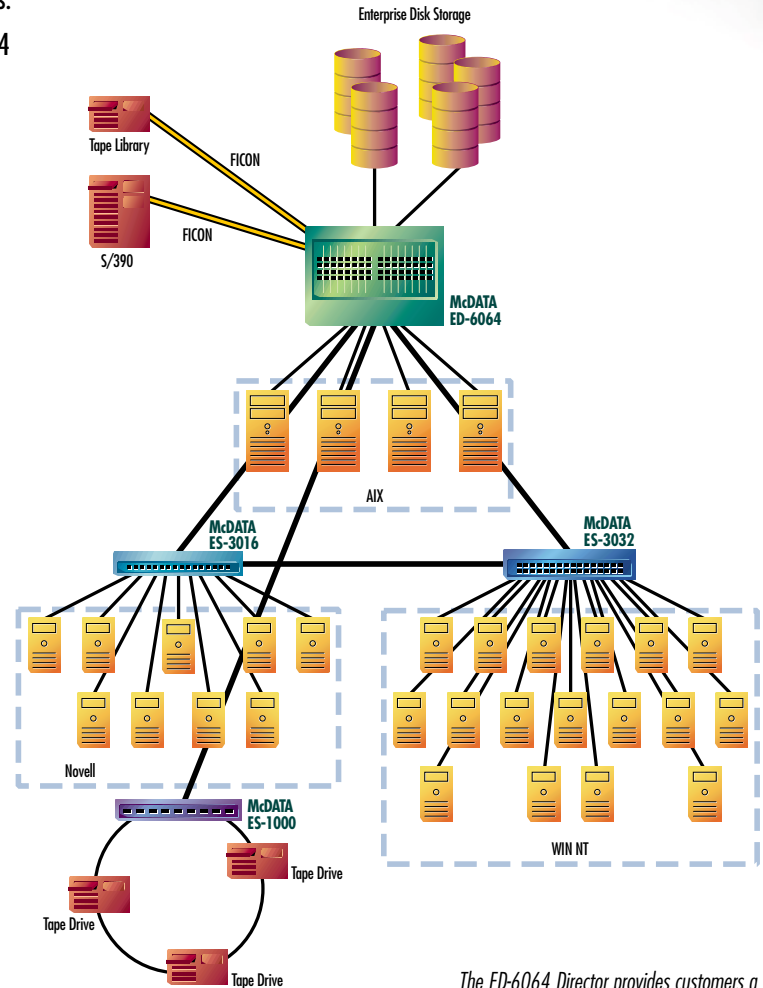 s.
4
Enterprise Disk Storage
Tape Library
FICON
S/390
FICON
McDATA
ED-6064
AIX
McDATA
ES-3016
McDATA
ES-3032
Novell
WIN NT
McDATA
ES-1000
Tape Drive
Tape Drive
Tape Drive
The ED-6064 Director provides customers a